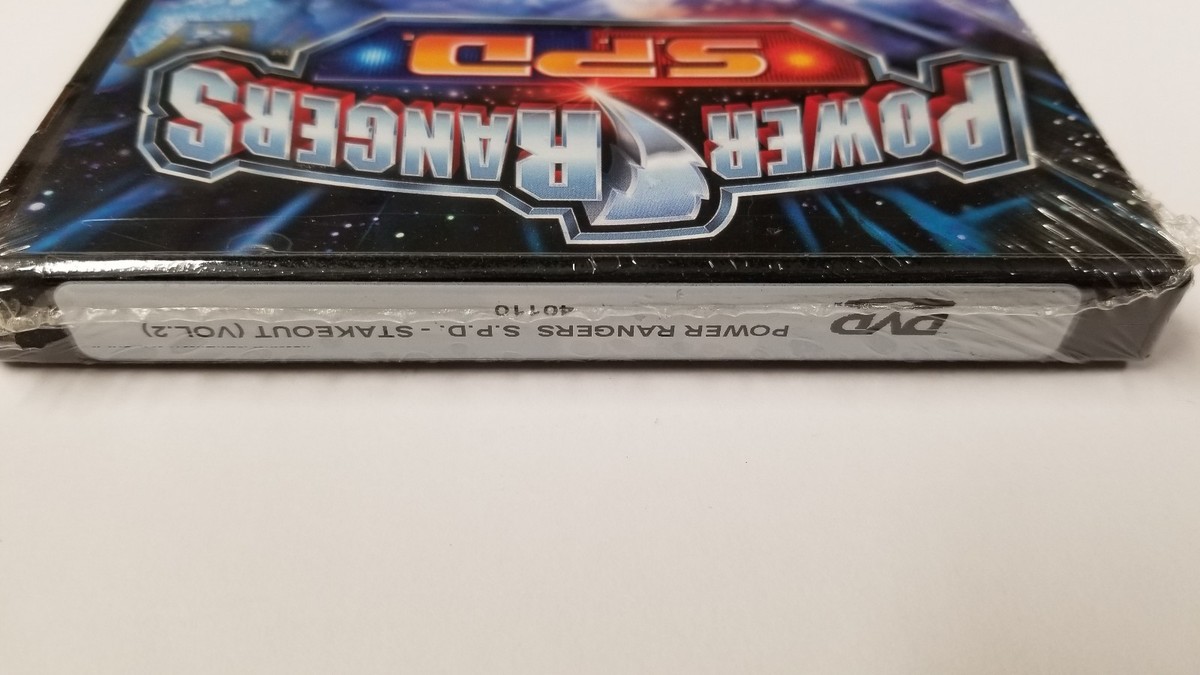 POWER RANGERS
SPD
DVD
POWER RANGERS S.P.D. - STAKEOUT (VOL.2)
40110